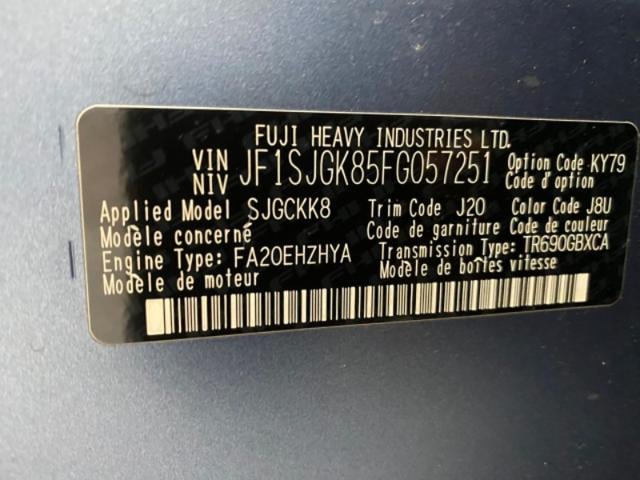 FUJI HEAVY INDUSTRIES LTD.
VIN NIV JF1SJGK85FG057251 Option Code KY79
Code d'option
Applied Model SJGCKK8 Trim Code J20 Color Code J8U
Modèle concerné Code de garniture Code de couleur
Engine Type: FA20EHZHYA Transmission Type: TR690GBXCA
Modèle de moteur Modèle de boîtes vitesse